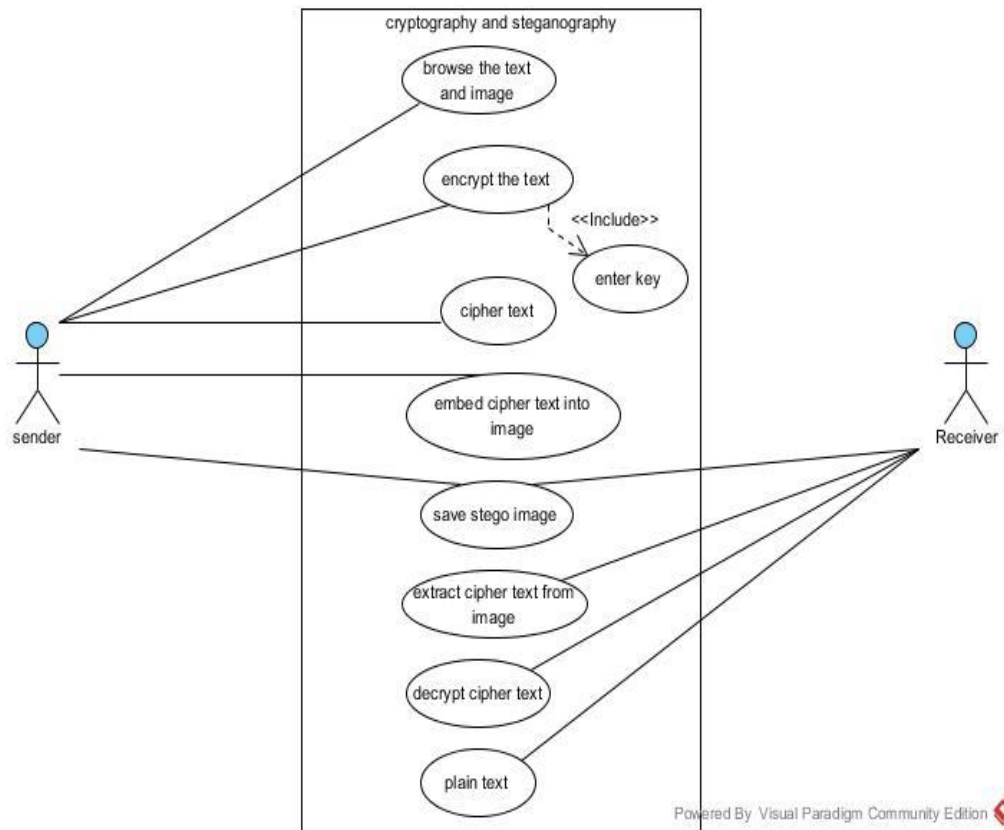 cryptography and steganography
browse the text
and image
encrypt the text
<<Include>>
enter key
cipher text
sender
embed cipher text into
image
Receiver
save stego image
extract cipher text from
image
decrypt cipher text
plain text
Powered By Visual Paradigm Community Edition